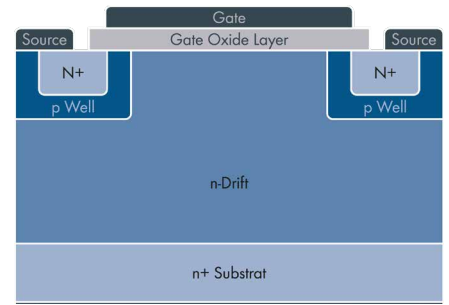 Gate
Source Gate Oxide Layer Source
N+ N+
p Well p Well
n-Drift
n+ Substrat